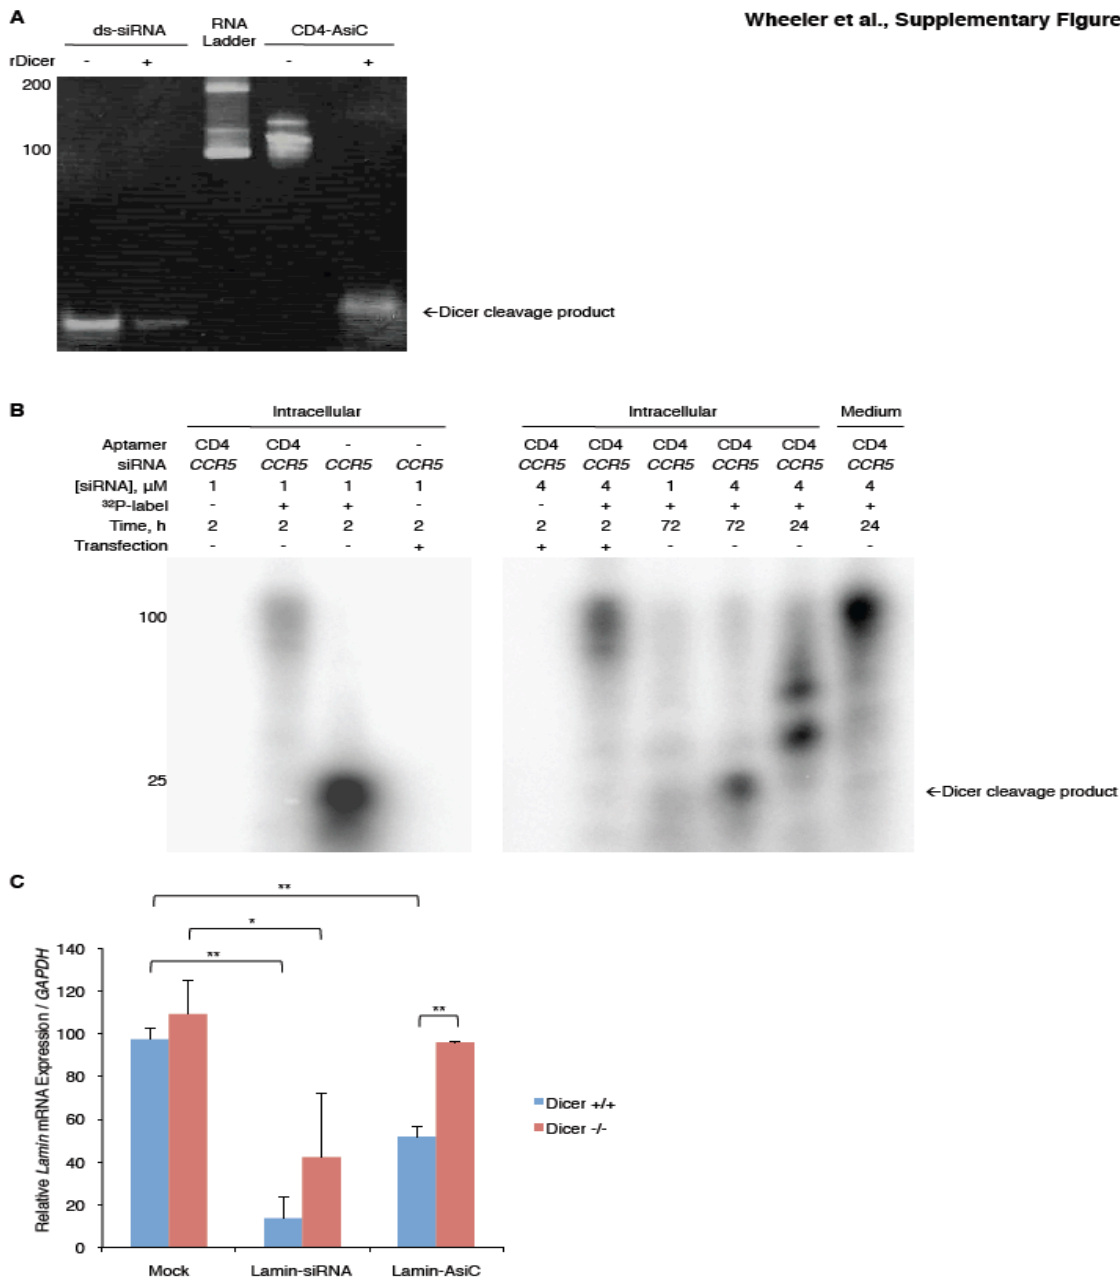 Wheeler et al., Supplementary Figure
A
ds-siRNA RNA Ladder CD4-AsiC
rDicer - + - +
200
100
←Dicer cleavage product
B
Intracellular Intracellular Medium
Aptamer CD4 CD4 - - CD4 CD4 CD4 CD4 CD4 CD4
siRNA CCR5 CCR5 CCR5 CCR5 CCR5 CCR5 CCR5 CCR5 CCR5 CCR5
[siRNA], µM 1 1 1 1 4 4 1 4 4 4
³²P-label - + + - - + + + + +
Time, h 2 2 2 2 2 2 72 72 24 24
Transfection - - - + + + - - - -
100
25
←Dicer cleavage product
C
** 
*
**
**
Relative Lamin mRNA Expression / GAPDH
140
120
100
80
60
40
20
0
Mock Lamin-siRNA Lamin-AsiC
Dicer +/+
Dicer -/-